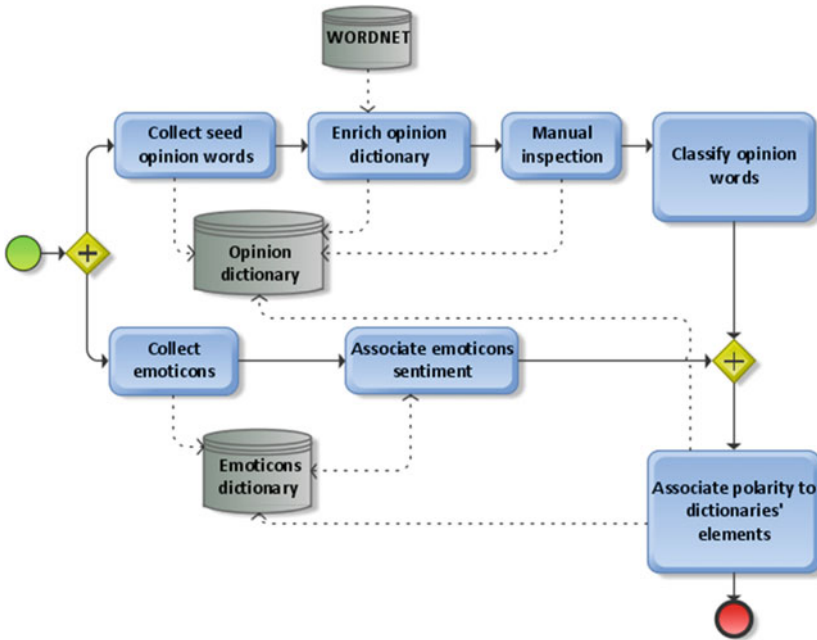 WORDNET
Collect seed
opinion words
Enrich opinion
dictionary
Manual
inspection
Classify opinion
words
Opinion
dictionary
Collect
emoticons
Associate emoticons
sentiment
Emoticons
dictionary
Associate polarity to
dictionaries'
elements